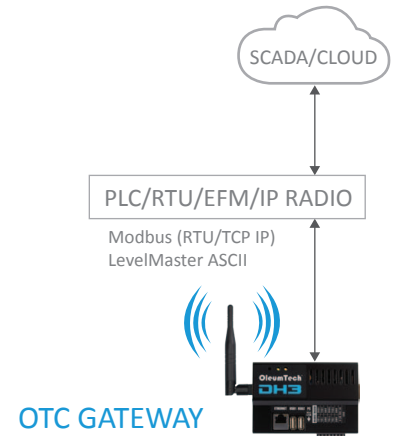 SCADA/CLOUD
PLC/RTU/EFM/IP RADIO
Modbus (RTU/TCP IP)
LevelMaster ASCII
OleumTech
DH3
OTC GATEWAY